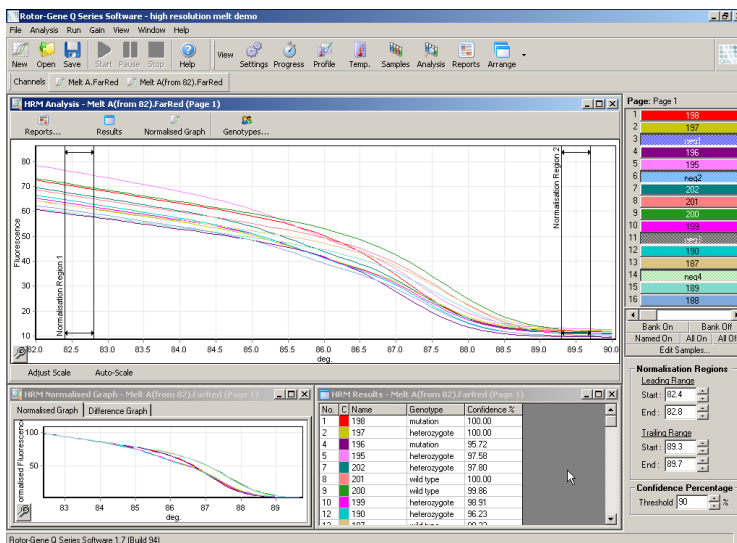 Rotor-Gene Q Series Software - high resolution melt demo
File Analysis Run Gain View Window Help
New Open Save Start Pause Stop Help View Settings Progress Profile Temp. Samples Analysis Reports Arrange
Channels Melt A.FarRed Melt A(from 82).FarRed
HRM Analysis - Melt A(from 82).FarRed (Page 1)
Reports... Results Normalised Graph Genotypes...
Fluorescence
80
70
60
50
40
30
20
10
Normalisation Region 1
Normalisation Region 2
82.0 82.5 83.0 83.5 84.0 84.5 85.0 85.5 86.0 86.5 87.0 87.5 88.0 88.5 89.0 89.5 90.0
deg.
Adjust Scale Auto-Scale
Page: Page 1
1 198
2 197
3 neg1
4 196
5 195
6 neg2
7 202
8 201
9 200
10 199
11
12 190
13 187
14 neg4
15 189
16 188
Bank On Bank Off
Named On All On All Off
Edit Samples...
Normalisation Regions
Leading Range
Start : 82.4
End : 82.8
Trailing Range
Start : 89.3
End : 89.7
Confidence Percentage
Threshold 90 %
HRM Normalised Graph - Melt A(from 82).FarRed (Page 1)
Normalised Graph Difference Graph
100
50
83 84 85 86 87 88 89
deg.
HRM Results - Melt A(from 82).FarRed (Page 1)
No. C Name Genotype Confidence %
1 198 mutation 100.00
2 197 heterozygote 100.00
4 196 mutation 95.72
5 195 heterozygote 97.58
7 202 heterozygote 97.80
8 201 wild type 100.00
9 200 wild type 99.86
10 199 heterozygote 98.91
12 190 heterozygote 96.23
Rotor-Gene Q Series Software 1.7 (Build 94)